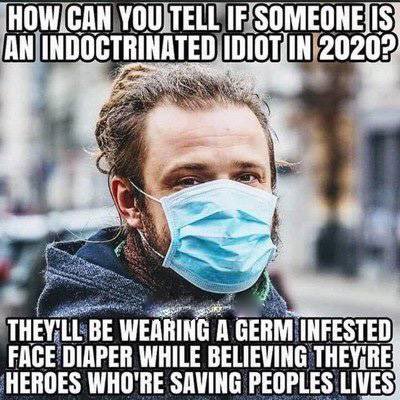 HOW CAN YOU TELL IF SOMEONE IS
AN INDOCTRINATED IDIOT IN 2020?
THEY'LL BE WEARING A GERM INFESTED
FACE DIAPER WHILE BELIEVING THEY'RE
HEROES WHO'RE SAVING PEOPLES LIVES